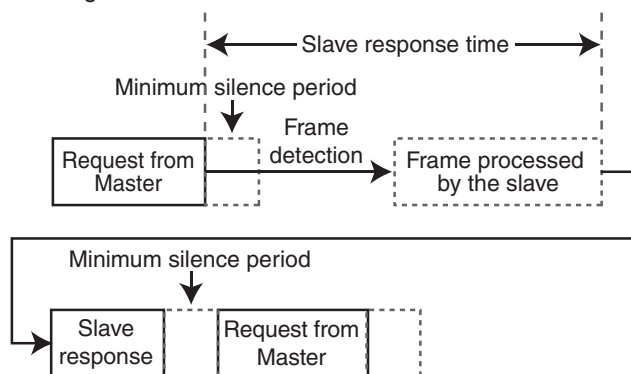 Slave response time
Minimum silence period
Frame
detection
Request from
Master
Frame processed
by the slave
Minimum silence period
Slave
response
Request from
Master